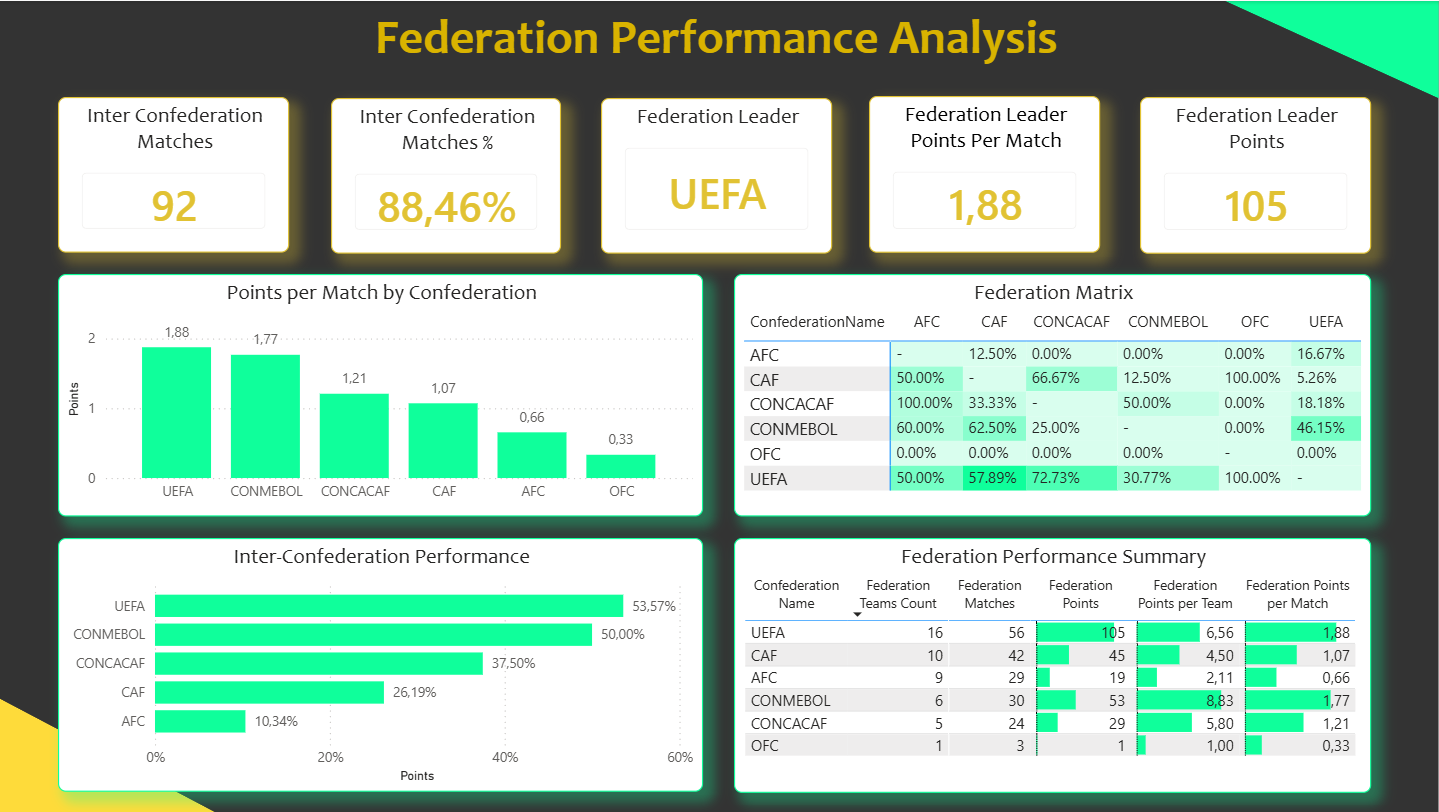 Federation Performance Analysis
Inter Confederation
Matches
92
Inter Confederation
Matches %
88,46%
Federation Leader
UEFA
Federation Leader
Points Per Match
1,88
Federation Leader
Points
105
Points per Match by Confederation
Points
2
1
0
1,88
1,77
1,21
1,07
0,66
0,33
UEFA CONMEBOL CONCACAF CAF AFC OFC
Federation Matrix
ConfederationName AFC CAF CONCACAF CONMEBOL OFC UEFA
AFC - 12.50% 0.00% 0.00% 0.00% 16.67%
CAF 50.00% - 66.67% 12.50% 100.00% 5.26%
CONCACAF 100.00% 33.33% - 50.00% 0.00% 18.18%
CONMEBOL 60.00% 62.50% 25.00% - 0.00% 46.15%
OFC 0.00% 0.00% 0.00% 0.00% - 0.00%
UEFA 50.00% 57.89% 72.73% 30.77% 100.00% -
Inter-Confederation Performance
UEFA 53,57%
CONMEBOL 50,00%
CONCACAF 37,50%
CAF 26,19%
AFC 10,34%
0% 20% 40% 60%
Points
Federation Performance Summary
Confederation Federation Federation Federation Federation Federation Points
Name Teams Count Matches Points Points per Team per Match
UEFA 16 56 105 6,56 1,88
CAF 10 42 45 4,50 1,07
AFC 9 29 19 2,11 0,66
CONMEBOL 6 30 53 8,83 1,77
CONCACAF 5 24 29 5,80 1,21
OFC 1 3 1 1,00 0,33